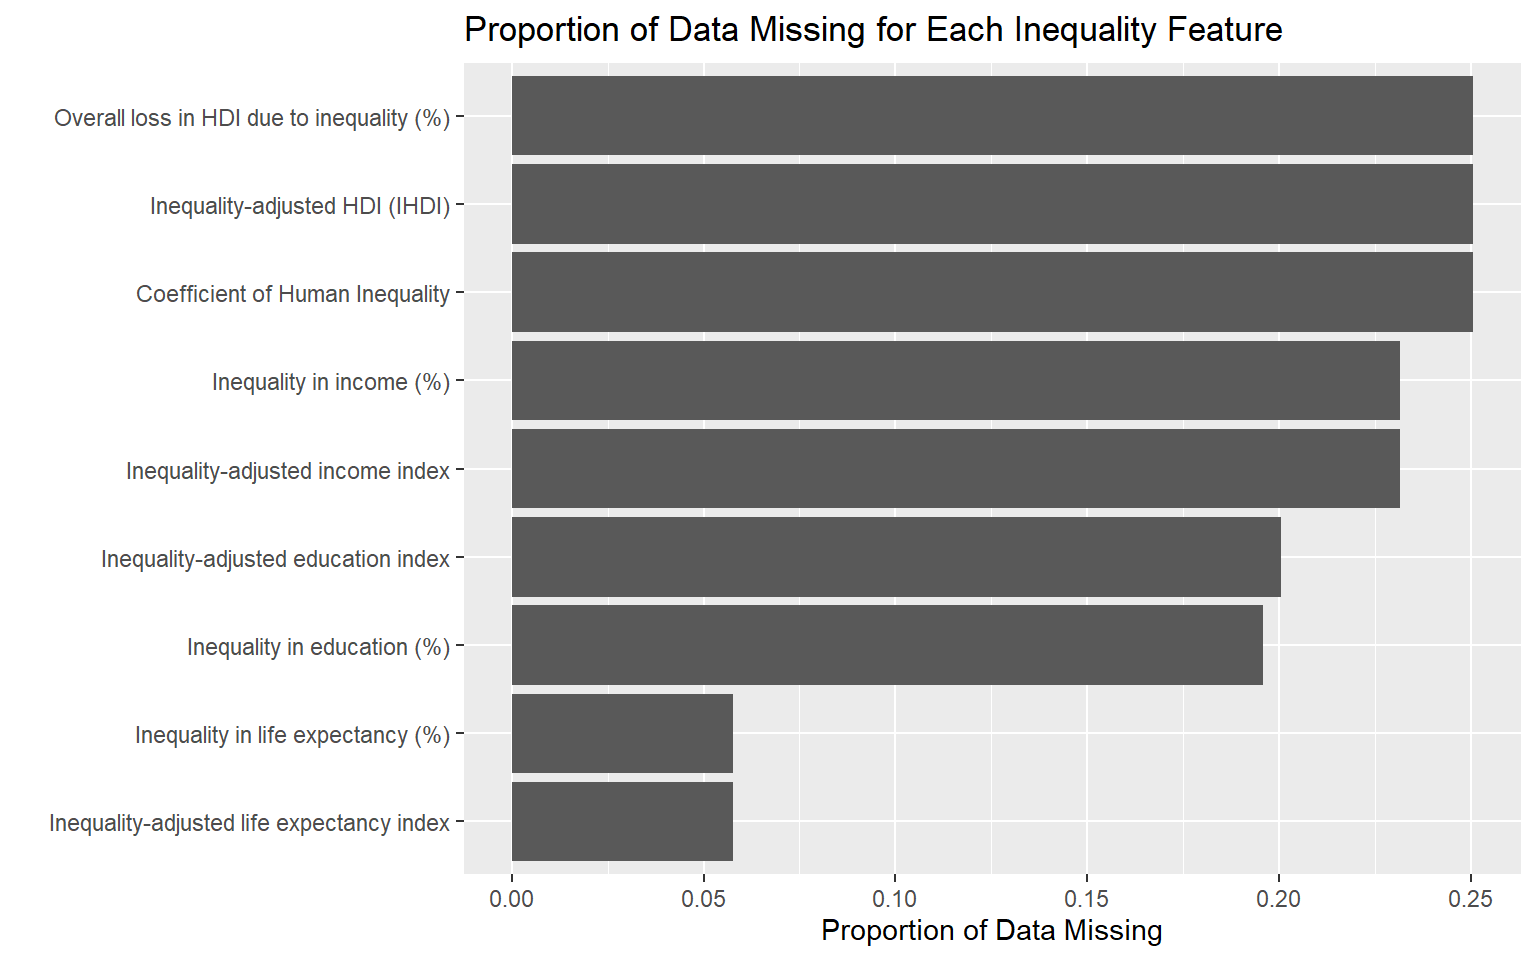 Proportion of Data Missing for Each Inequality Feature
Overall loss in HDI due to inequality (%)
Inequality-adjusted HDI (IHDI)
Coefficient of Human Inequality
Inequality in income (%)
Inequality-adjusted income index
Inequality-adjusted education index
Inequality in education (%)
Inequality in life expectancy (%)
Inequality-adjusted life expectancy index
0.00 0.05 0.10 0.15 0.20 0.25
Proportion of Data Missing